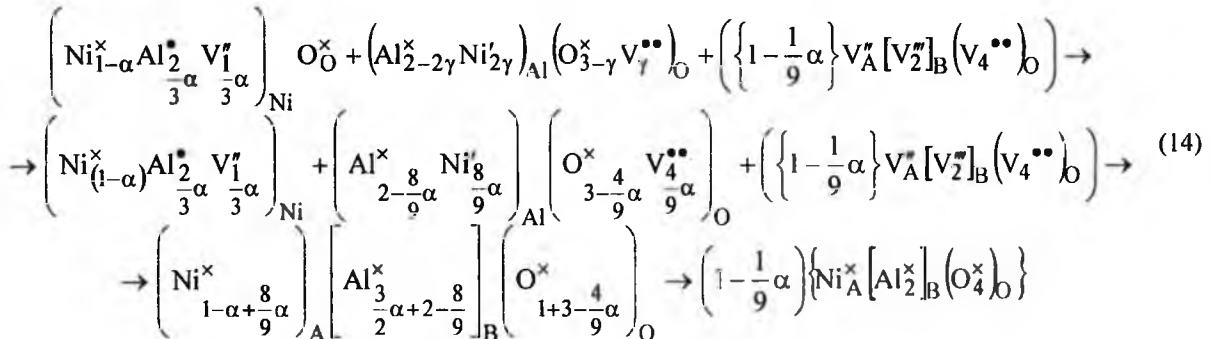 (Ni^×_{1-α} Al^•_{2/3 α} V^″_{1/3 α})_Ni O^×_O + (Al^×_{2-2γ} Ni′_{2γ})_Al (O^×_{3-γ} V^••_γ)_O + ({1 - 1/9 α} V^″_A [V^‴_2]_B (V_4^••)_O) →
→ (Ni^×_{(1-α)} Al^•_{2/3 α} V^″_{1/3 α})_Ni + (Al^×_{2-8/9 α} Ni′_{8/9 α})_Al (O^×_{3-4/9 α} V^••_{4/9 α})_O + ({1 - 1/9 α} V^″_A [V^‴_2]_B (V_4^••)_O) → (14)
→ (Ni^×_{1-α+8/9 α})_A [Al^×_{3/2 α+2-8/9}]_B (O^×_{1+3-4/9 α})_O → (1 - 1/9 α) {Ni^×_A [Al^×_2]_B (O^×_4)_O}